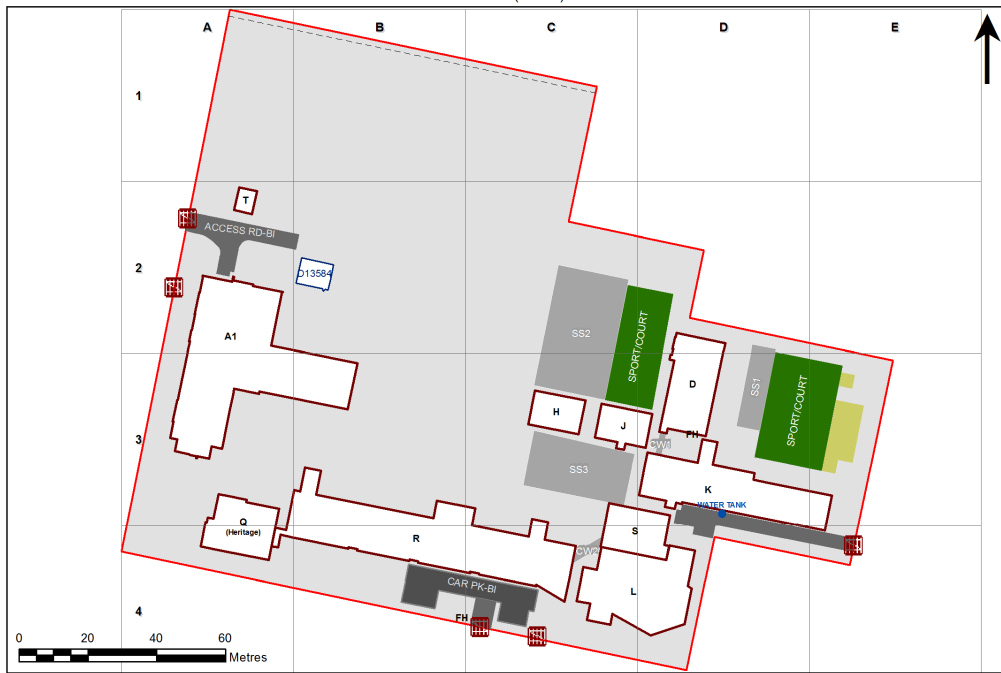 A
B
C
D
E
1
T
ACCESS RD-BI
2
D13584
SS2
SPORT/COURT
A1
D
SS1
SPORT/COURT
H
J
FH
3
CW1
SS3
K
WATER TANK
Q
(Heritage)
R
S
CW2
CAR PK-BI
L
4
FH
0 20 40 60
Metres